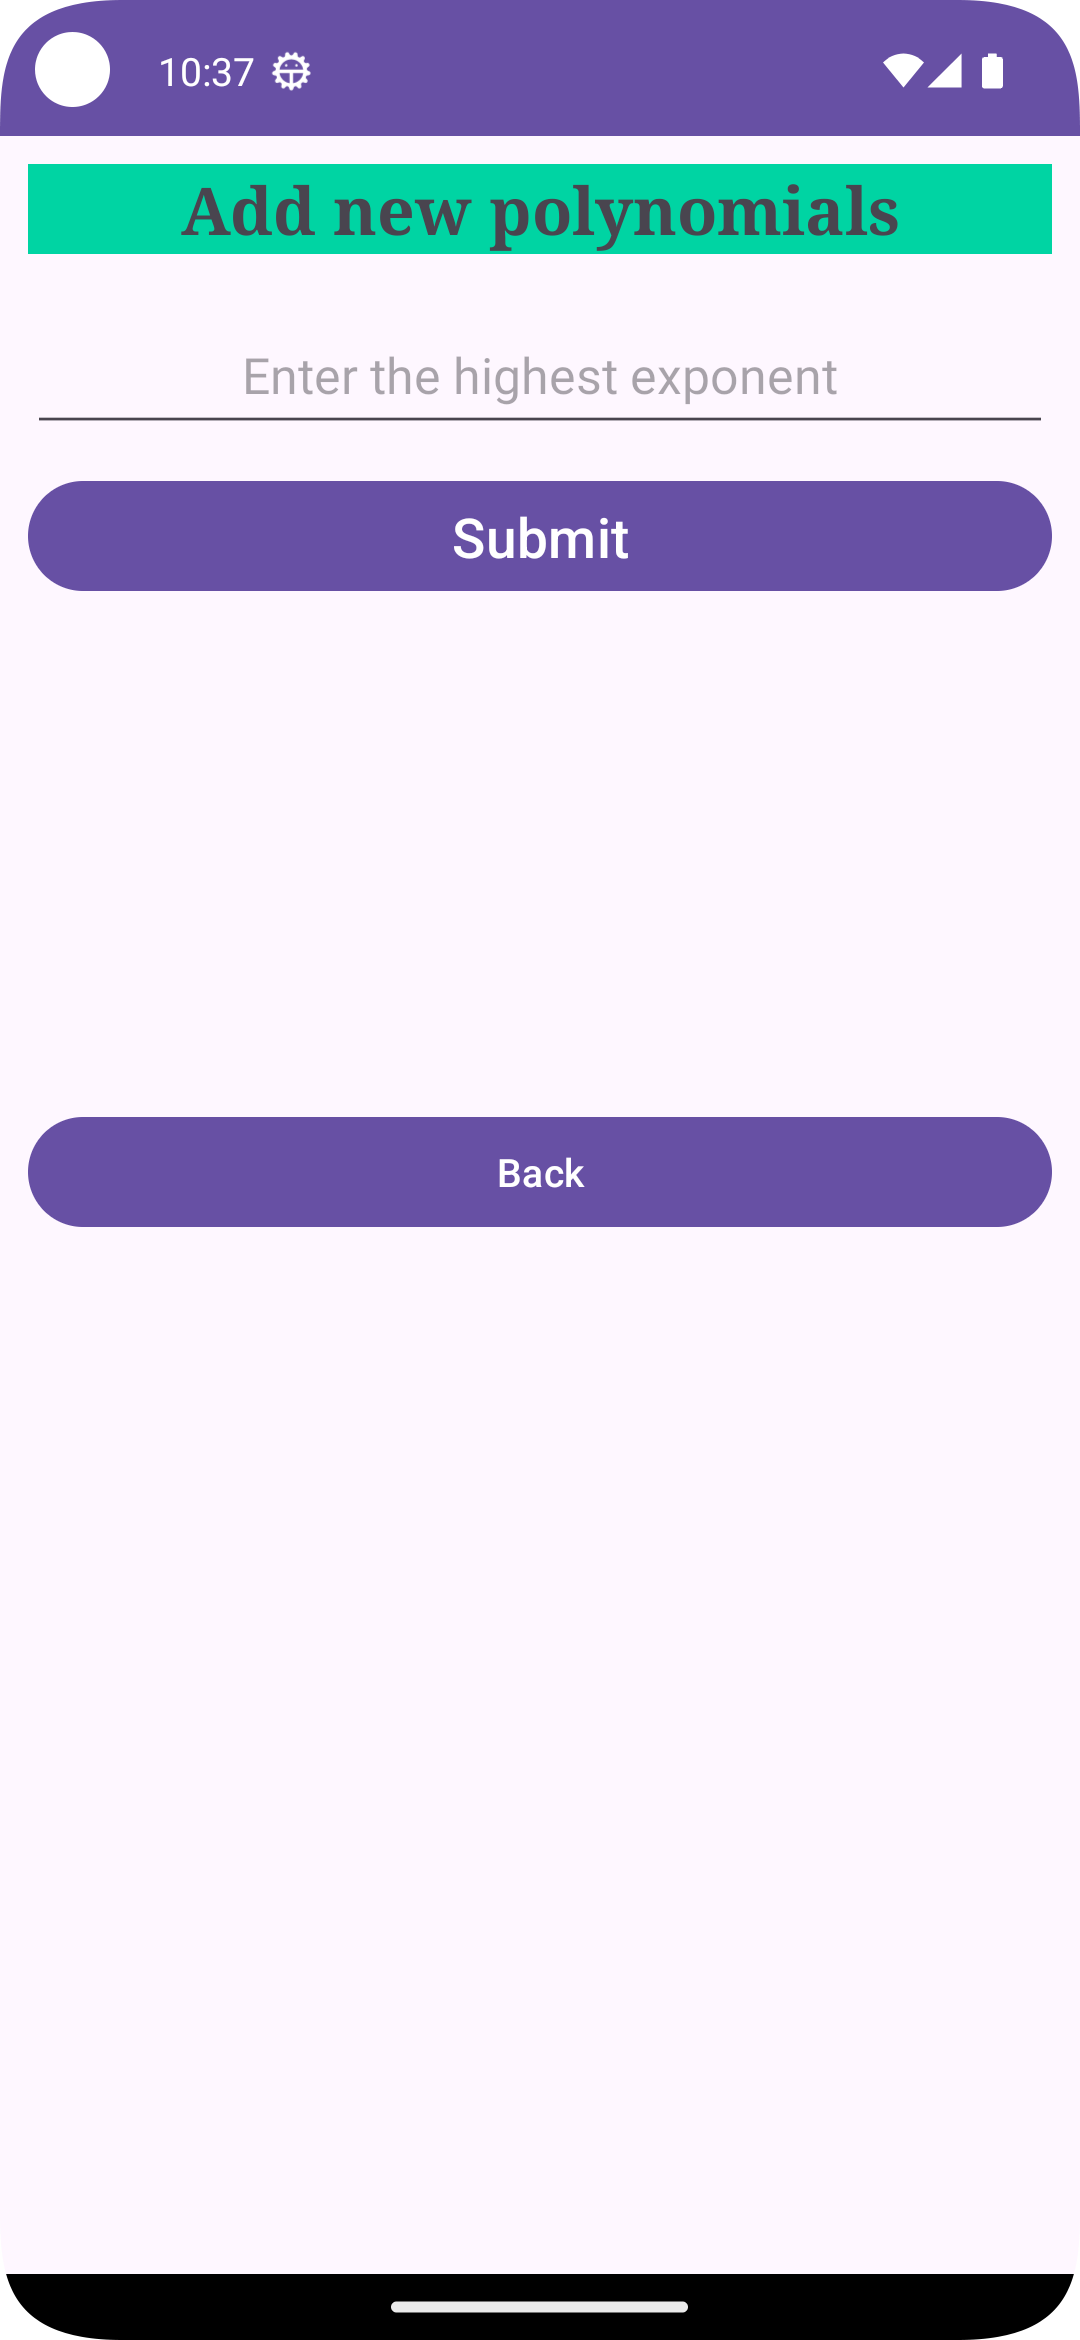 10:37
Add new polynomials
Enter the highest exponent
Submit
Back